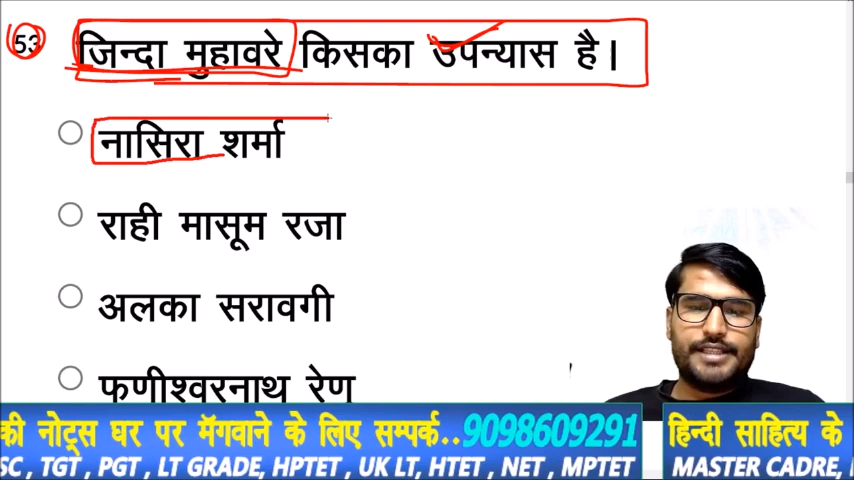 53 जिन्दा मुहावरे किसका उपन्यास है।
नासिरा शर्मा
राही मासूम रजा
अलका सरावगी
फणीश्वरनाथ रेणु
की नोट्स घर पर मॅगवाने के लिए सम्पर्क..9098609291 हिन्दी साहित्य के
SC , TGT , PGT , LT GRADE, HPTET , UK LT, HTET , NET , MPTET MASTER CADRE,